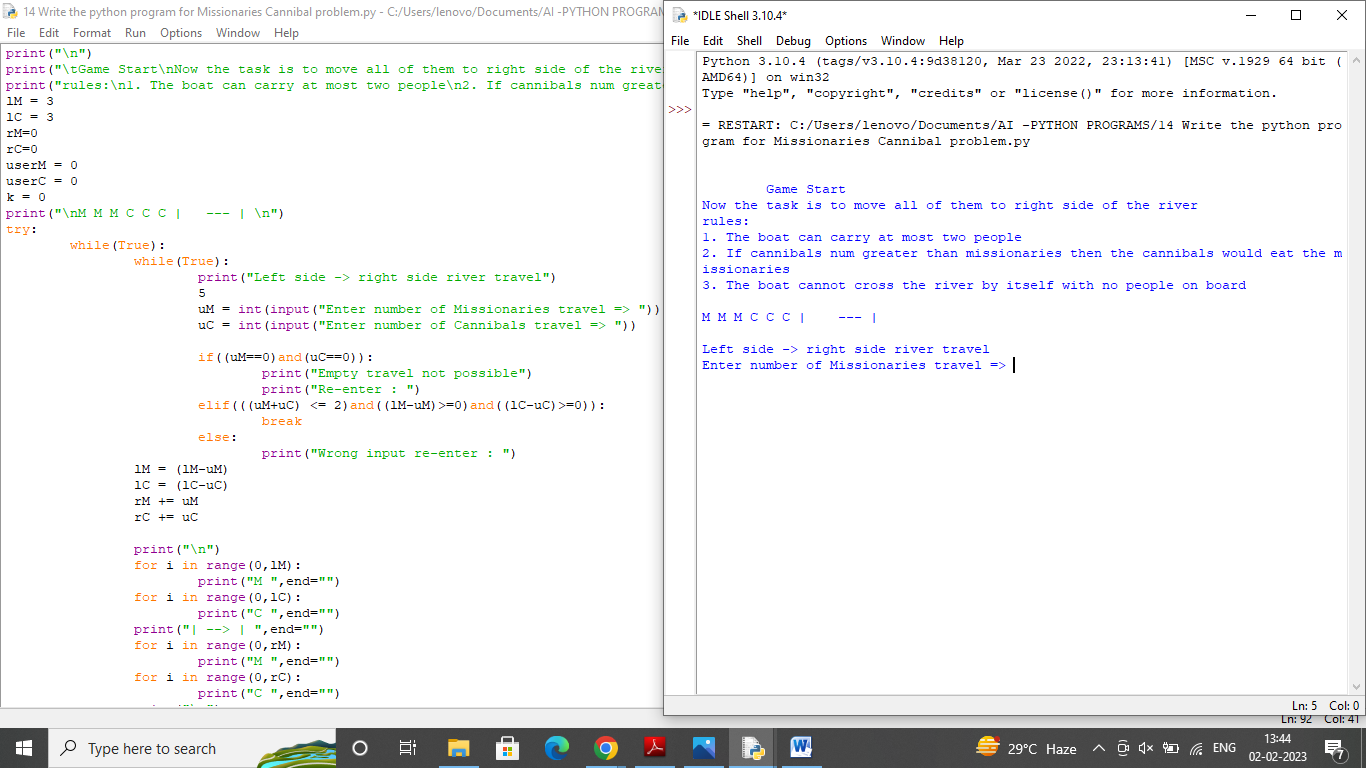 14 Write the python program for Missionaries Cannibal problem.py - C:/Users/lenovo/Documents/AI -PYTHON PROGRAM
File Edit Format Run Options Window Help
print("\n")
print("\tGame Start\nNow the task is to move all of them to right side of the rive
print("rules:\n1. The boat can carry at most two people\n2. If cannibals num great
lM = 3
lC = 3
rM=0
rC=0
userM = 0
userC = 0
k = 0
print("\nM M M C C C |   --- | \n")
try:
        while(True):
                while(True):
                        print("Left side -> right side river travel")
                        5
                        uM = int(input("Enter number of Missionaries travel => "))
                        uC = int(input("Enter number of Cannibals travel => "))

                        if((uM==0)and(uC==0)):
                                print("Empty travel not possible")
                                print("Re-enter : ")
                        elif(((uM+uC) <= 2)and((lM-uM)>=0)and((lC-uC)>=0)):
                                break
                        else:
                                print("Wrong input re-enter : ")
                lM = (lM-uM)
                lC = (lC-uC)
                rM += uM
                rC += uC

                print("\n")
                for i in range(0,lM):
                        print("M ",end="")
                for i in range(0,lC):
                        print("C ",end="")
                print("| --> | ",end="")
                for i in range(0,rM):
                        print("M ",end="")
                for i in range(0,rC):
                        print("C ",end="")
Ln: 92 Col: 41
*IDLE Shell 3.10.4*
File Edit Shell Debug Options Window Help
Python 3.10.4 (tags/v3.10.4:9d38120, Mar 23 2022, 23:13:41) [MSC v.1929 64 bit (
AMD64)] on win32
Type "help", "copyright", "credits" or "license()" for more information.
>>>
= RESTART: C:/Users/lenovo/Documents/AI -PYTHON PROGRAMS/14 Write the python pro
gram for Missionaries Cannibal problem.py

        Game Start
Now the task is to move all of them to right side of the river
rules:
1. The boat can carry at most two people
2. If cannibals num greater than missionaries then the cannibals would eat the m
issionaries
3. The boat cannot cross the river by itself with no people on board

M M M C C C |    --- |

Left side -> right side river travel
Enter number of Missionaries travel =>
Ln: 5 Col: 0
Type here to search
29°C Haze
ENG
13:44
02-02-2023
7